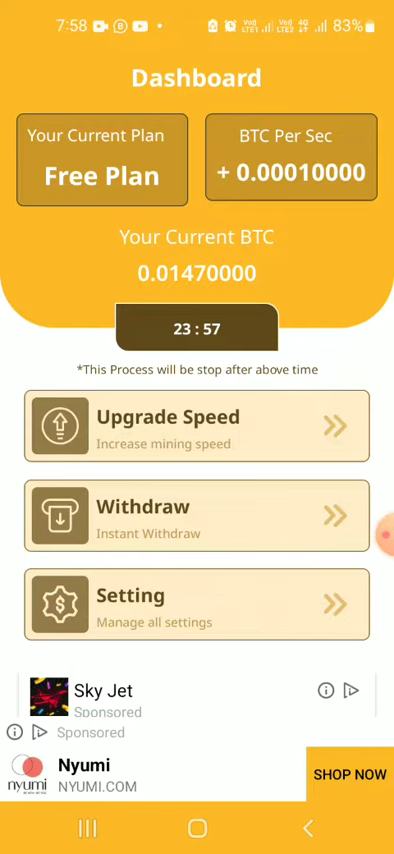 7:58 83%
Dashboard
Your Current Plan
Free Plan
BTC Per Sec
+ 0.00010000
Your Current BTC
0.01470000
23 : 57
*This Process will be stop after above time
Upgrade Speed
Increase mining speed
Withdraw
Instant Withdraw
Setting
Manage all settings
Sky Jet
Sponsored
Sponsored
nyumi
Nyumi
NYUMI.COM
SHOP NOW